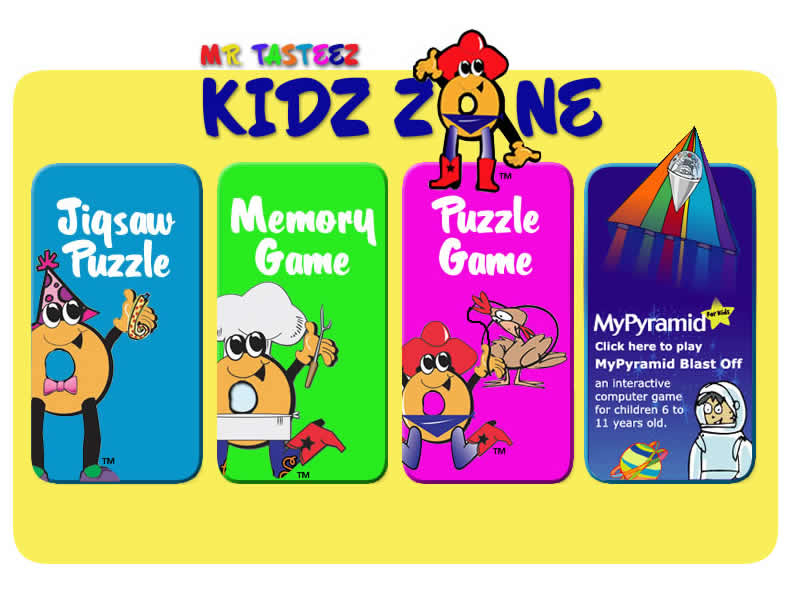 MR TASTEEZ
KIDZ ZONE
TM
Jigsaw
Puzzle
TM
Memory
Game
TM
Puzzle
Game
TM
MyPyramid
For Kids
Click here to play
MyPyramid Blast Off
an interactive
computer game
for children 6 to
11 years old.